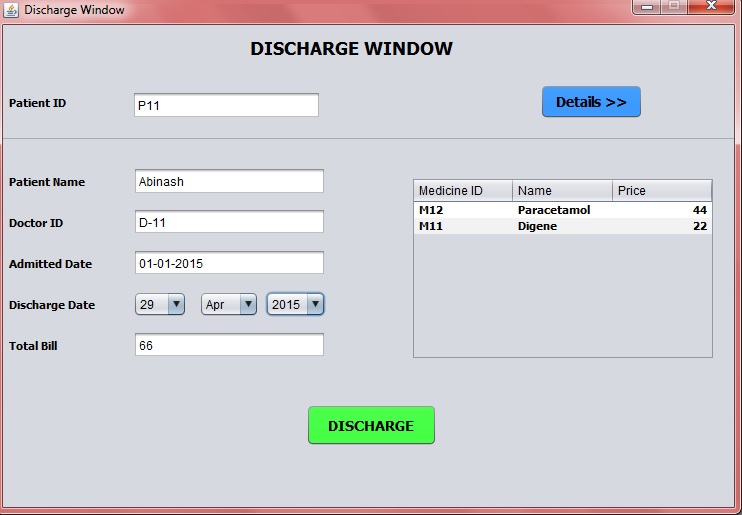 Discharge Window
DISCHARGE WINDOW
Patient ID P11 Details >>
Patient Name Abinash
Doctor ID D-11
Admitted Date 01-01-2015
Discharge Date 29 Apr 2015
Total Bill 66
Medicine ID Name Price
M12 Paracetamol 44
M11 Digene 22
DISCHARGE